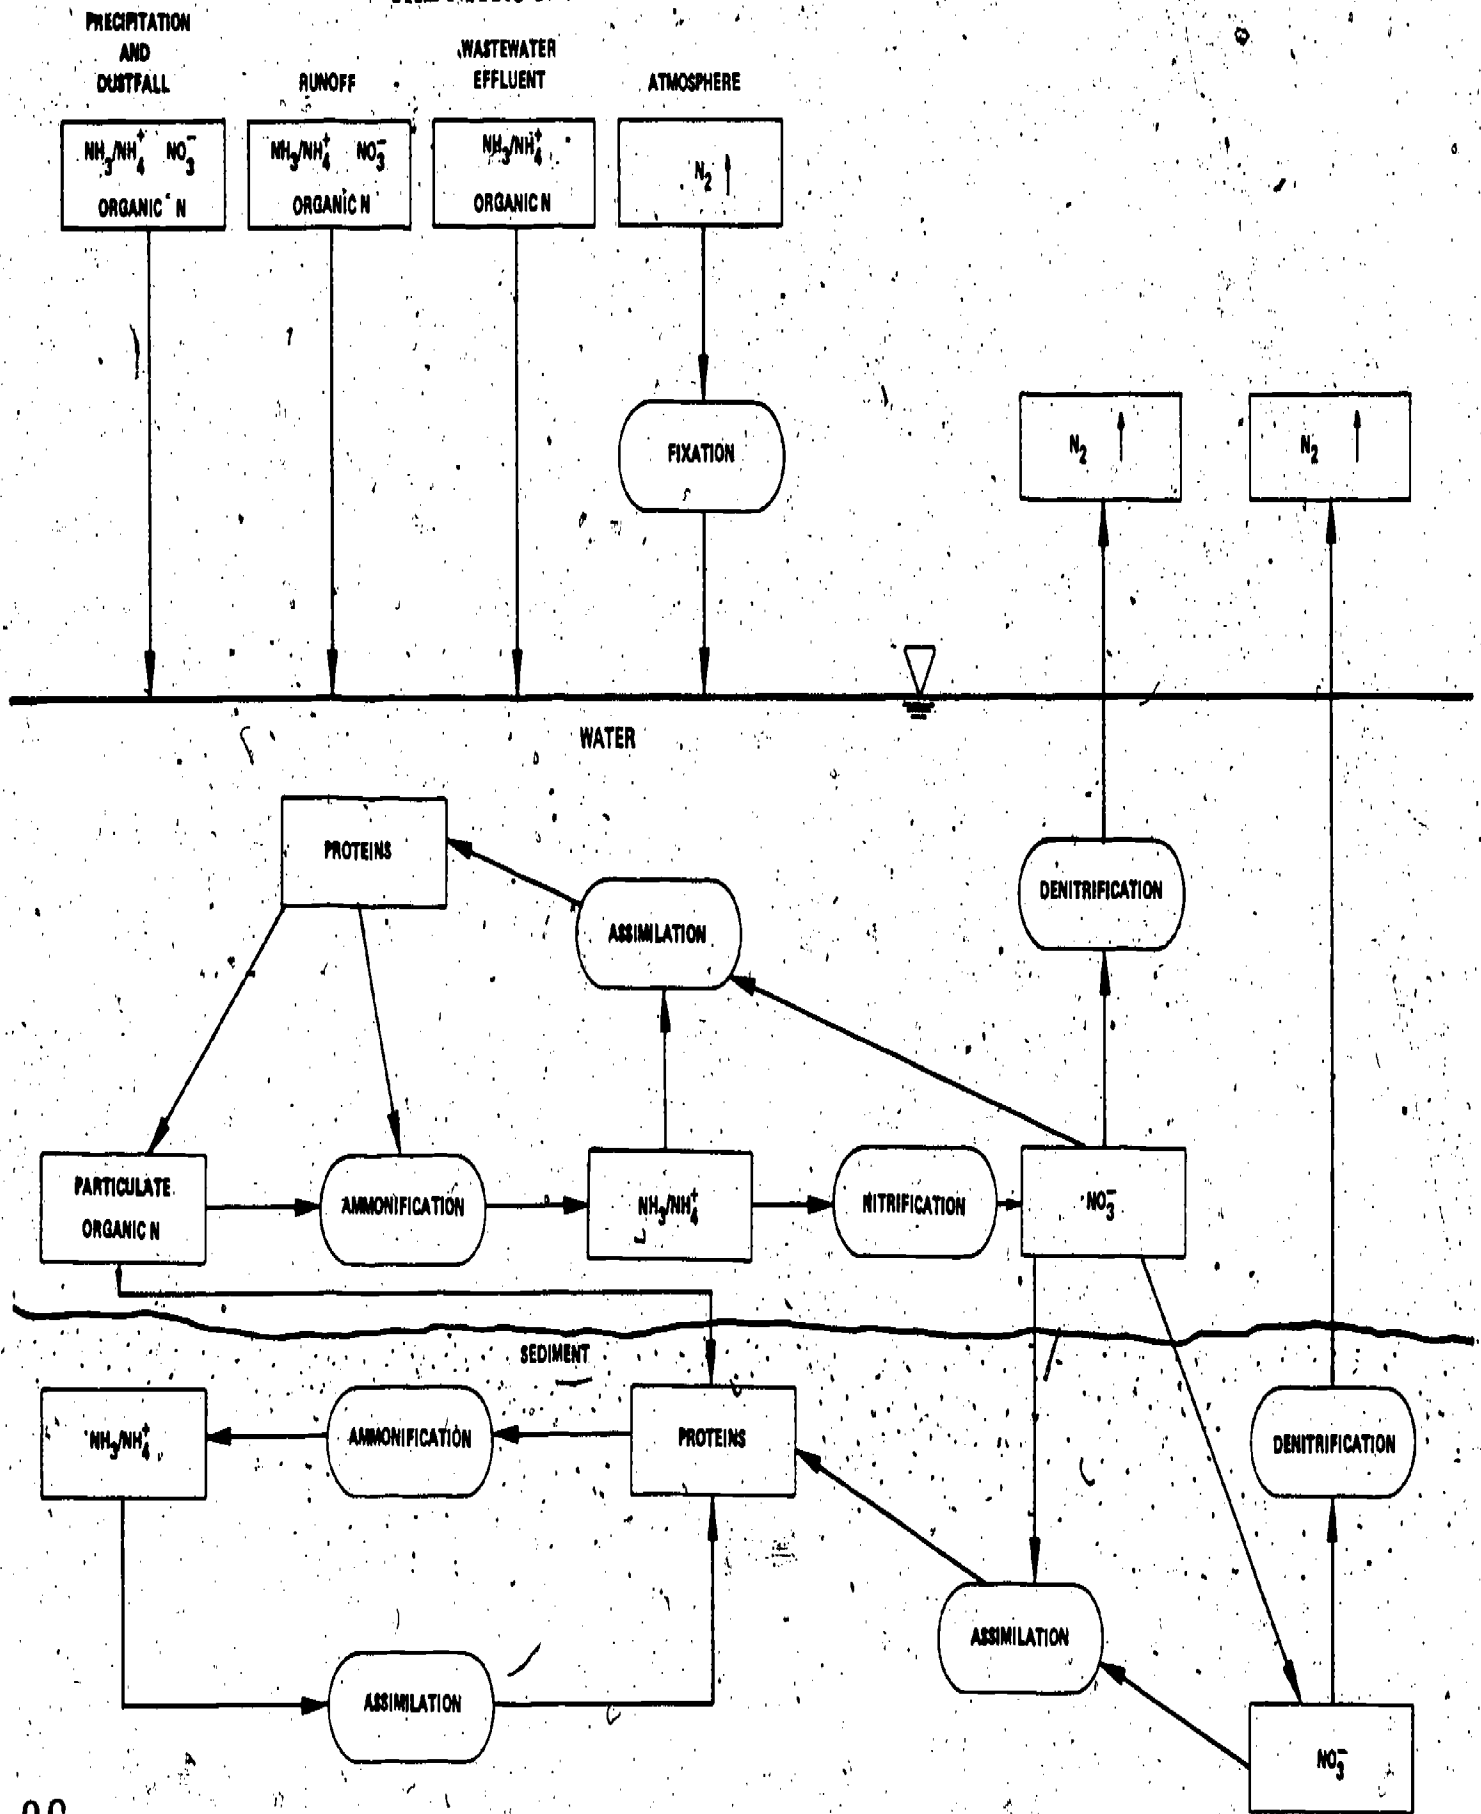 PRECIPITATION
AND
DUSTFALL
RUNOFF
WASTEWATER
EFFLUENT
ATMOSPHERE
NH3/NH4+ NO3-
ORGANIC N
NH3/NH4+ NO3-
ORGANIC N
NH3/NH4+
ORGANIC N
N2 ↑
FIXATION
N2 ↑
N2 ↑
WATER
PROTEINS
ASSIMILATION
DENITRIFICATION
PARTICULATE
ORGANIC N
AMMONIFICATION
NH3/NH4+
NITRIFICATION
NO3-
SEDIMENT
NH3/NH4+
AMMONIFICATION
PROTEINS
DENITRIFICATION
ASSIMILATION
ASSIMILATION
NO3-